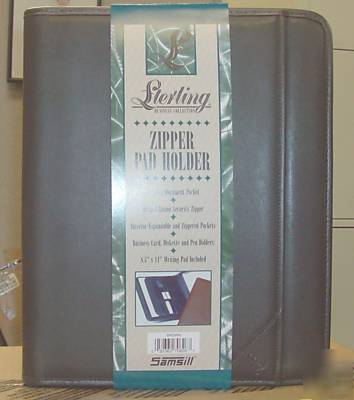 Sterling
BUSINESS COLLECTION
ZIPPER
PAD HOLDER
Document Pocket
Security Zipper
Interior Expandable and Zippered Pockets
Business Card, Diskette and Pen Holders
8.5" x 11" Writing Pad Included
Samsill